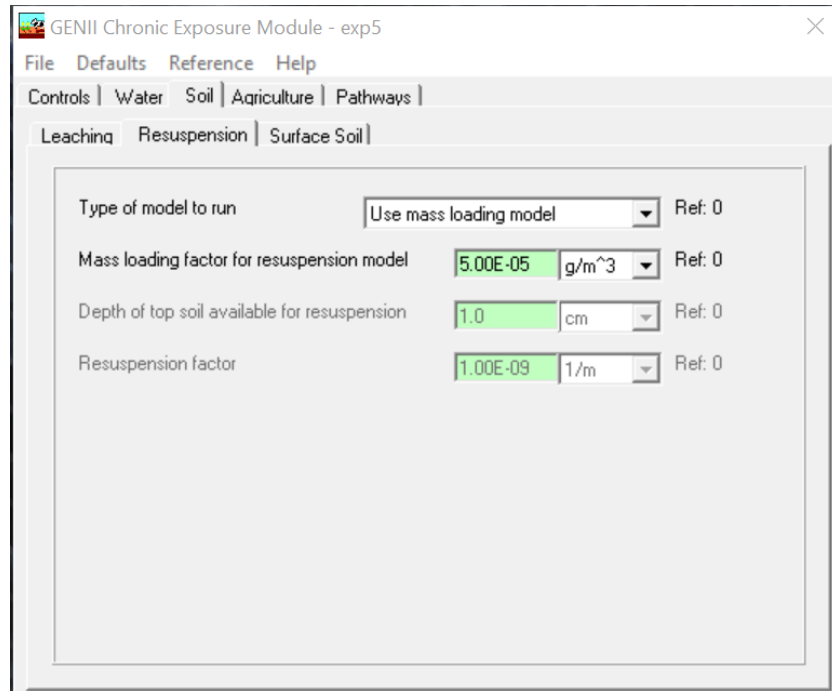 GENII Chronic Exposure Module - exp5
File Defaults Reference Help
Controls Water Soil Agriculture Pathways
Leaching Resuspension Surface Soil
Type of model to run Use mass loading model Ref: 0
Mass loading factor for resuspension model 5.00E-05 g/m^3 Ref: 0
Depth of top soil available for resuspension 1.0 cm Ref: 0
Resuspension factor 1.00E-09 1/m Ref: 0